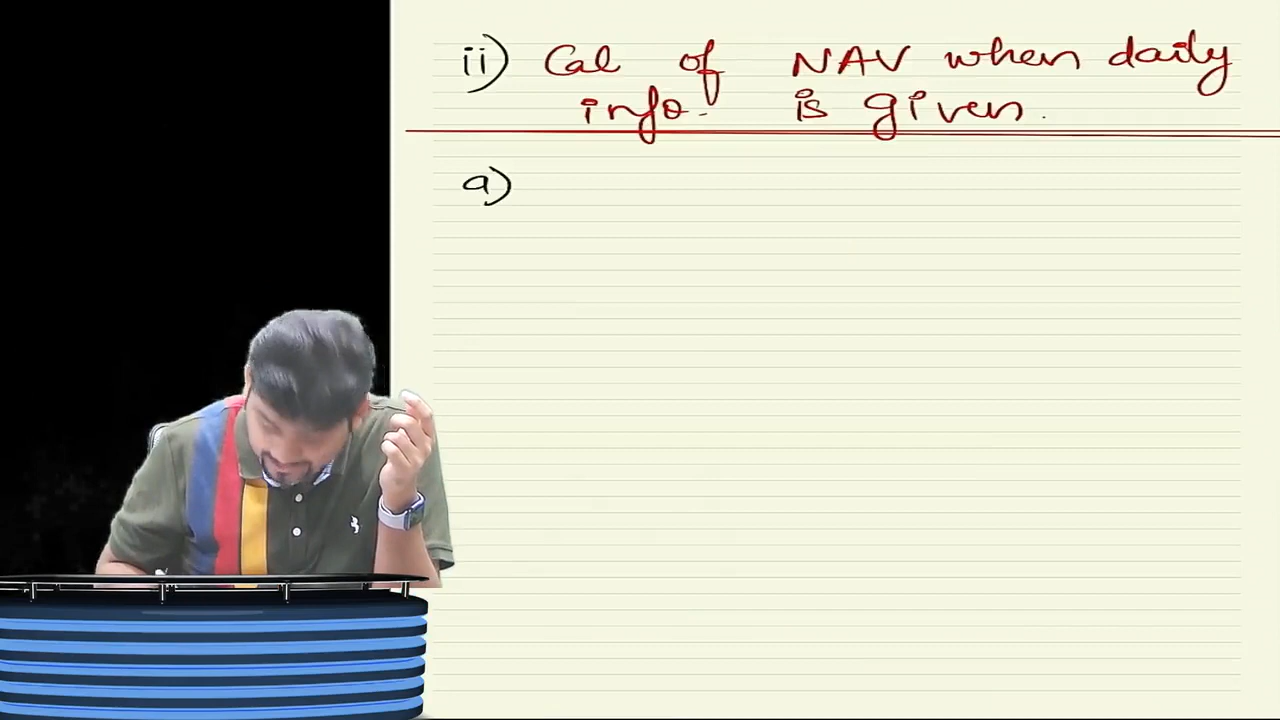 ii) Cal of NAV when daily
info. is given.
a)